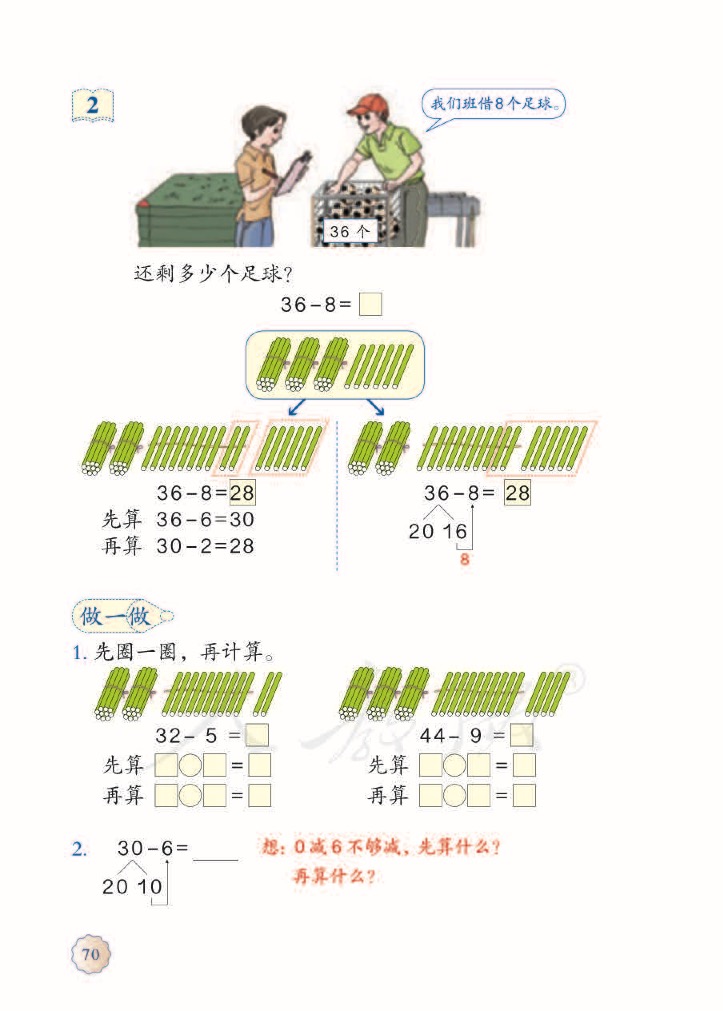 2
我们班借8个足球。
36 个
还剩多少个足球？
36－8＝
36－8＝28
先算 36－6＝30
再算 30－2＝28
36－8＝ 28
20 16
8
做一做
1. 先圈一圈，再计算。
32－ 5 ＝
先算 ＝
再算 ＝
44－ 9 ＝
先算 ＝
再算 ＝
2. 30－6＝____
20 10
想：0减6不够减，先算什么？
再算什么？
70